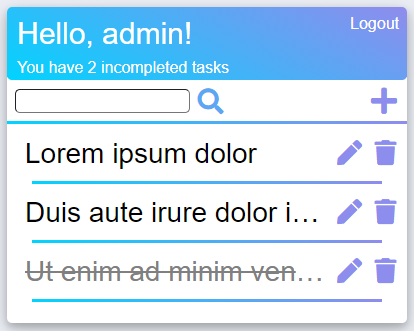 Hello, admin!
Logout
You have 2 incompleted tasks
Lorem ipsum dolor
Duis aute irure dolor i...
Ut enim ad minim ven...